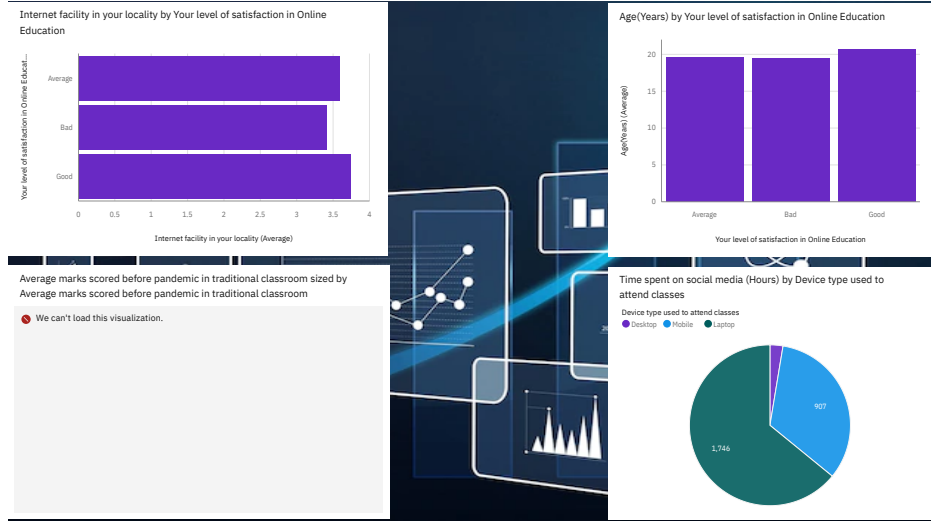 Internet facility in your locality by Your level of satisfaction in Online
Education
Your level of satisfaction in Online Educat...
Average
Bad
Good
0
0.5
1
1.5
2
2.5
3
3.5
4
Internet facility in your locality (Average)
Age(Years) by Your level of satisfaction in Online Education
Age(Years) (Average)
20
15
10
5
0
Average
Bad
Good
Your level of satisfaction in Online Education
Average marks scored before pandemic in traditional classroom sized by
Average marks scored before pandemic in traditional classroom
We can't load this visualization.
Time spent on social media (Hours) by Device type used to
attend classes
Device type used to attend classes
Desktop Mobile Laptop
907
1,746